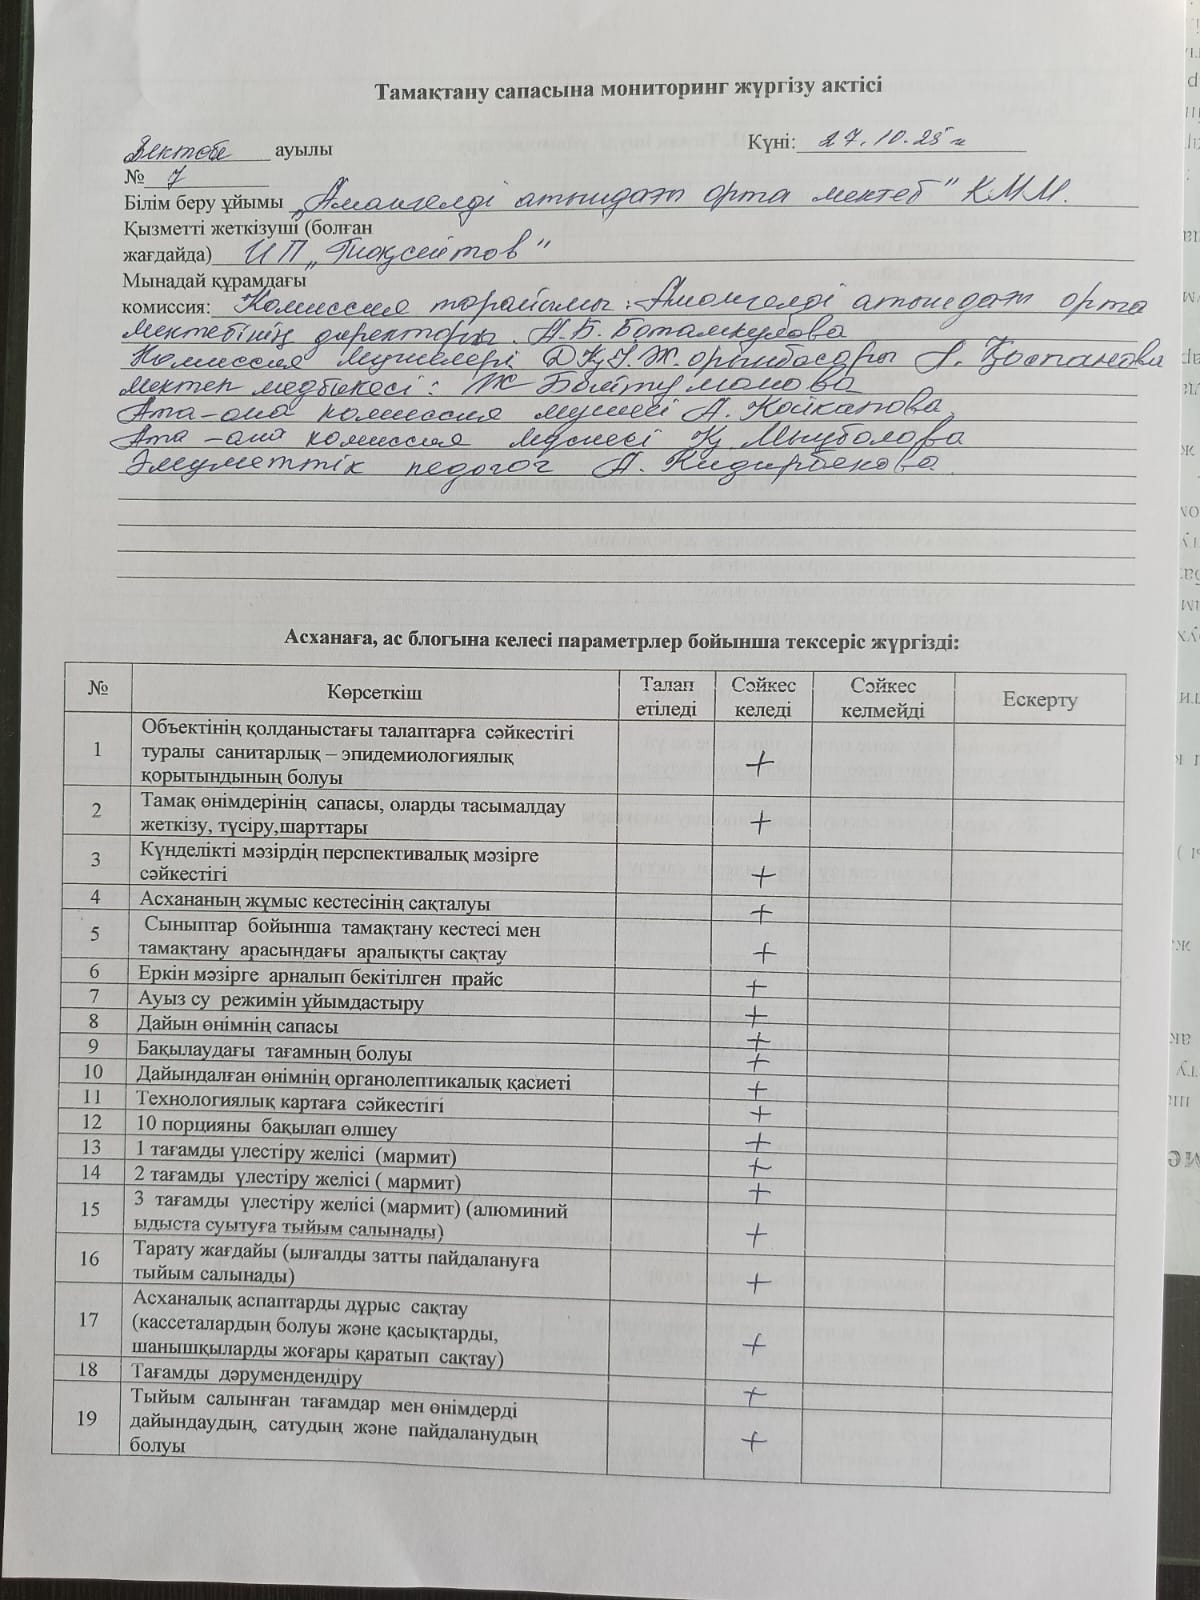 Тамақтану сапасына мониторинг жүргізу актісі
Бектөбе ауылы Күні: 27.10.25 ж
№ 7
Білім беру ұйымы „Амангелді атындағы орта мектеб" КММ.
Қызметті жеткізуші (болған
жағдайда) ИП „Тоқсейтов"
Мынадай құрамдағы
комиссия: Комиссия төрайымы: Амангелді атындағы орта
мектебінің директоры. А.Б. Ботамкулова
Комиссия мүшелері: орынбасары А. Қоспанова
мектеп медбикесі: Ж Бойтуманова
Ата-ана комиссия мүшесі А. Койкапова
Ата-ана комиссия мүшесі Қ Мыңболова
Әлеуметтік педогог А. Кидирбекова
Асханаға, ас блогына келесі параметрлер бойынша тексеріс жүргізді:
№ Көрсеткіш Талап етіледі Сәйкес келеді Сәйкес келмейді Ескерту
1 Объектінің қолданыстағы талаптарға сәйкестігі
туралы санитарлық – эпидемиологиялық +
қорытындының болуы
2 Тамақ өнімдерінің сапасы, оларды тасымалдау
жеткізу, түсіру,шарттары +
3 Күнделікті мәзірдің перспективалық мәзірге
сәйкестігі +
4 Асхананың жұмыс кестесінің сақталуы +
5 Сыныптар бойынша тамақтану кестесі мен
тамақтану арасындағы аралықты сақтау +
6 Еркін мәзірге арналып бекітілген прайс +
7 Ауыз су режимін ұйымдастыру +
8 Дайын өнімнің сапасы +
9 Бақылаудағы тағамның болуы +
10 Дайындалған өнімнің органолептикалық қасиеті +
11 Технологиялық картаға сәйкестігі +
12 10 порцияны бақылап өлшеу +
13 1 тағамды үлестіру желісі (мармит) +
14 2 тағамды үлестіру желісі ( мармит) +
15 3 тағамды үлестіру желісі (мармит) (алюминий
ыдыста суытуға тыйым салынады) +
16 Тарату жағдайы (ылғалды затты пайдалануға
тыйым салынады) +
17 Асханалық аспаптарды дұрыс сақтау
(кассеталардың болуы және қасықтарды,
шанышқыларды жоғары қаратып сақтау) +
18 Тағамды дәрумендендіру +
19 Тыйым салынған тағамдар мен өнімдерді
дайындаудың, сатудың және пайдаланудың +
болуы